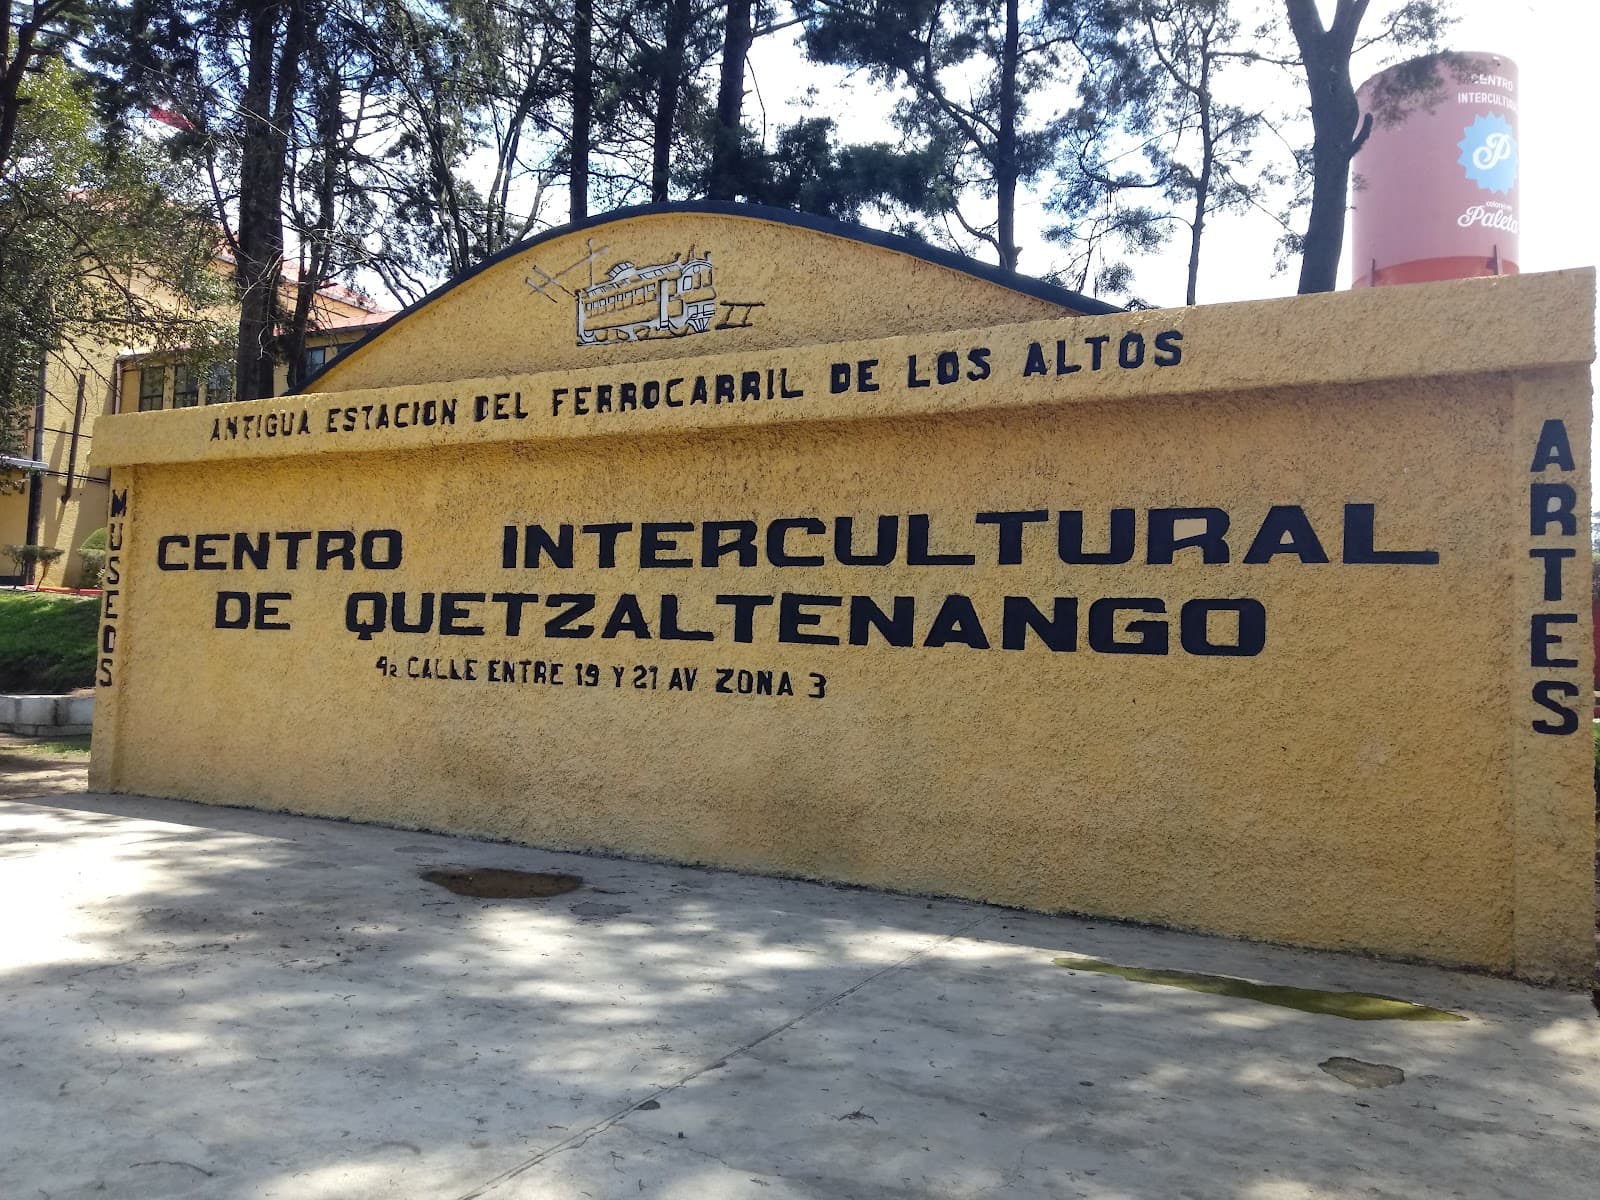 ANTIGUA ESTACION DEL FERROCARRIL DE LOS ALTOS
MUSEOS
CENTRO INTERCULTURAL
DE QUETZALTENANGO
4a CALLE ENTRE 19 Y 21 AV ZONA 3
ARTES
CENTRO
INTERCULTURAL
P